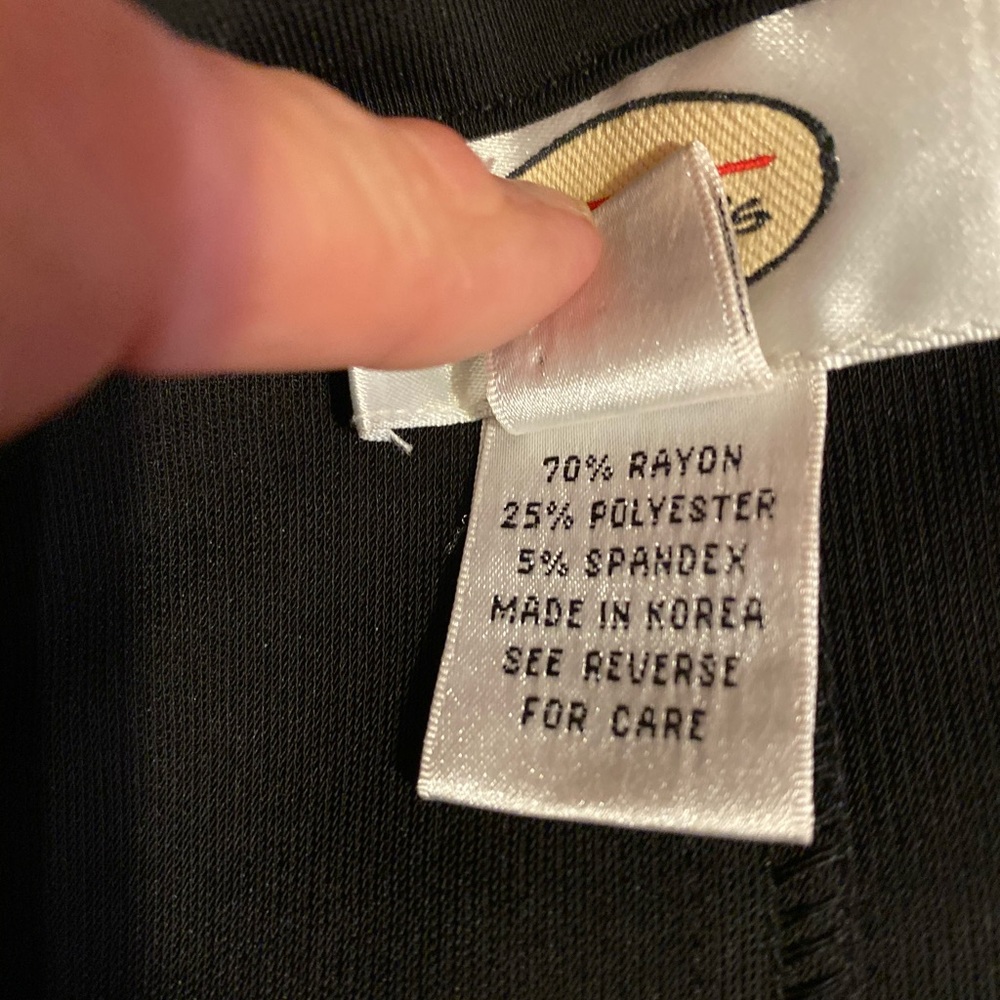 70% RAYON
25% POLYESTER
5% SPANDEX
MADE IN KOREA
SEE REVERSE
FOR CARE